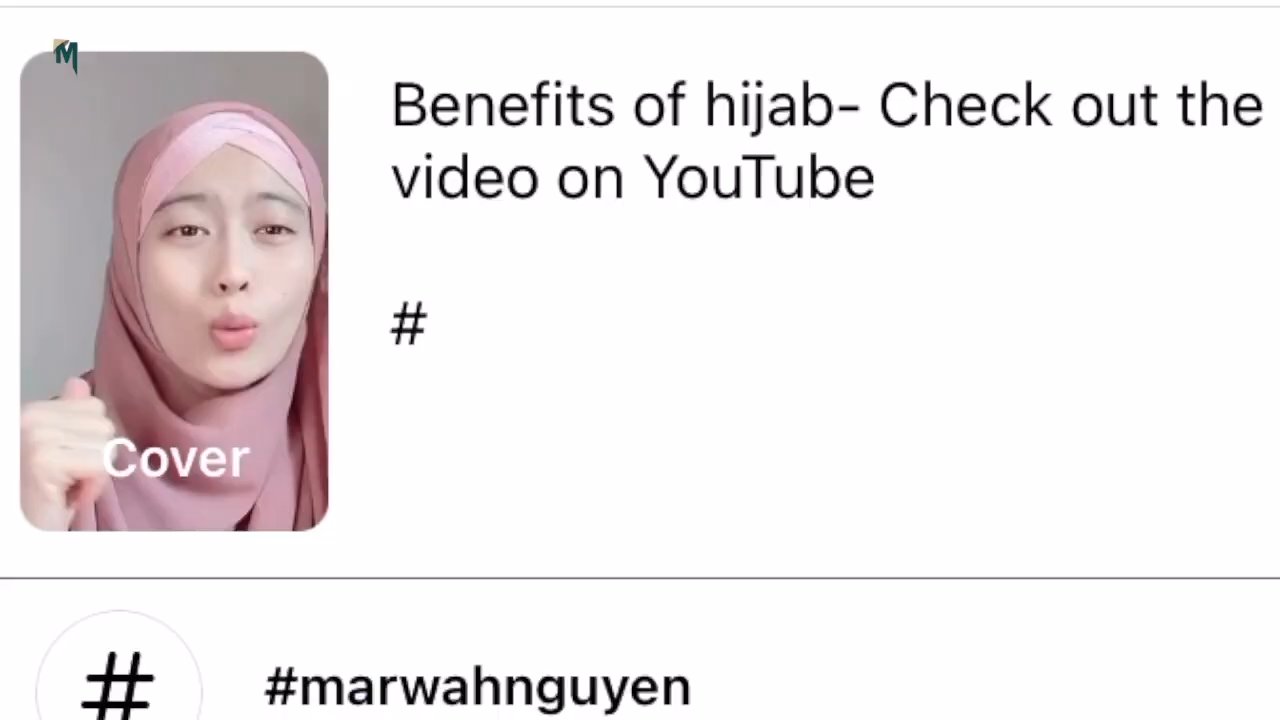 M
Benefits of hijab- Check out the
video on YouTube
#
Cover
#
#marwahnguyen